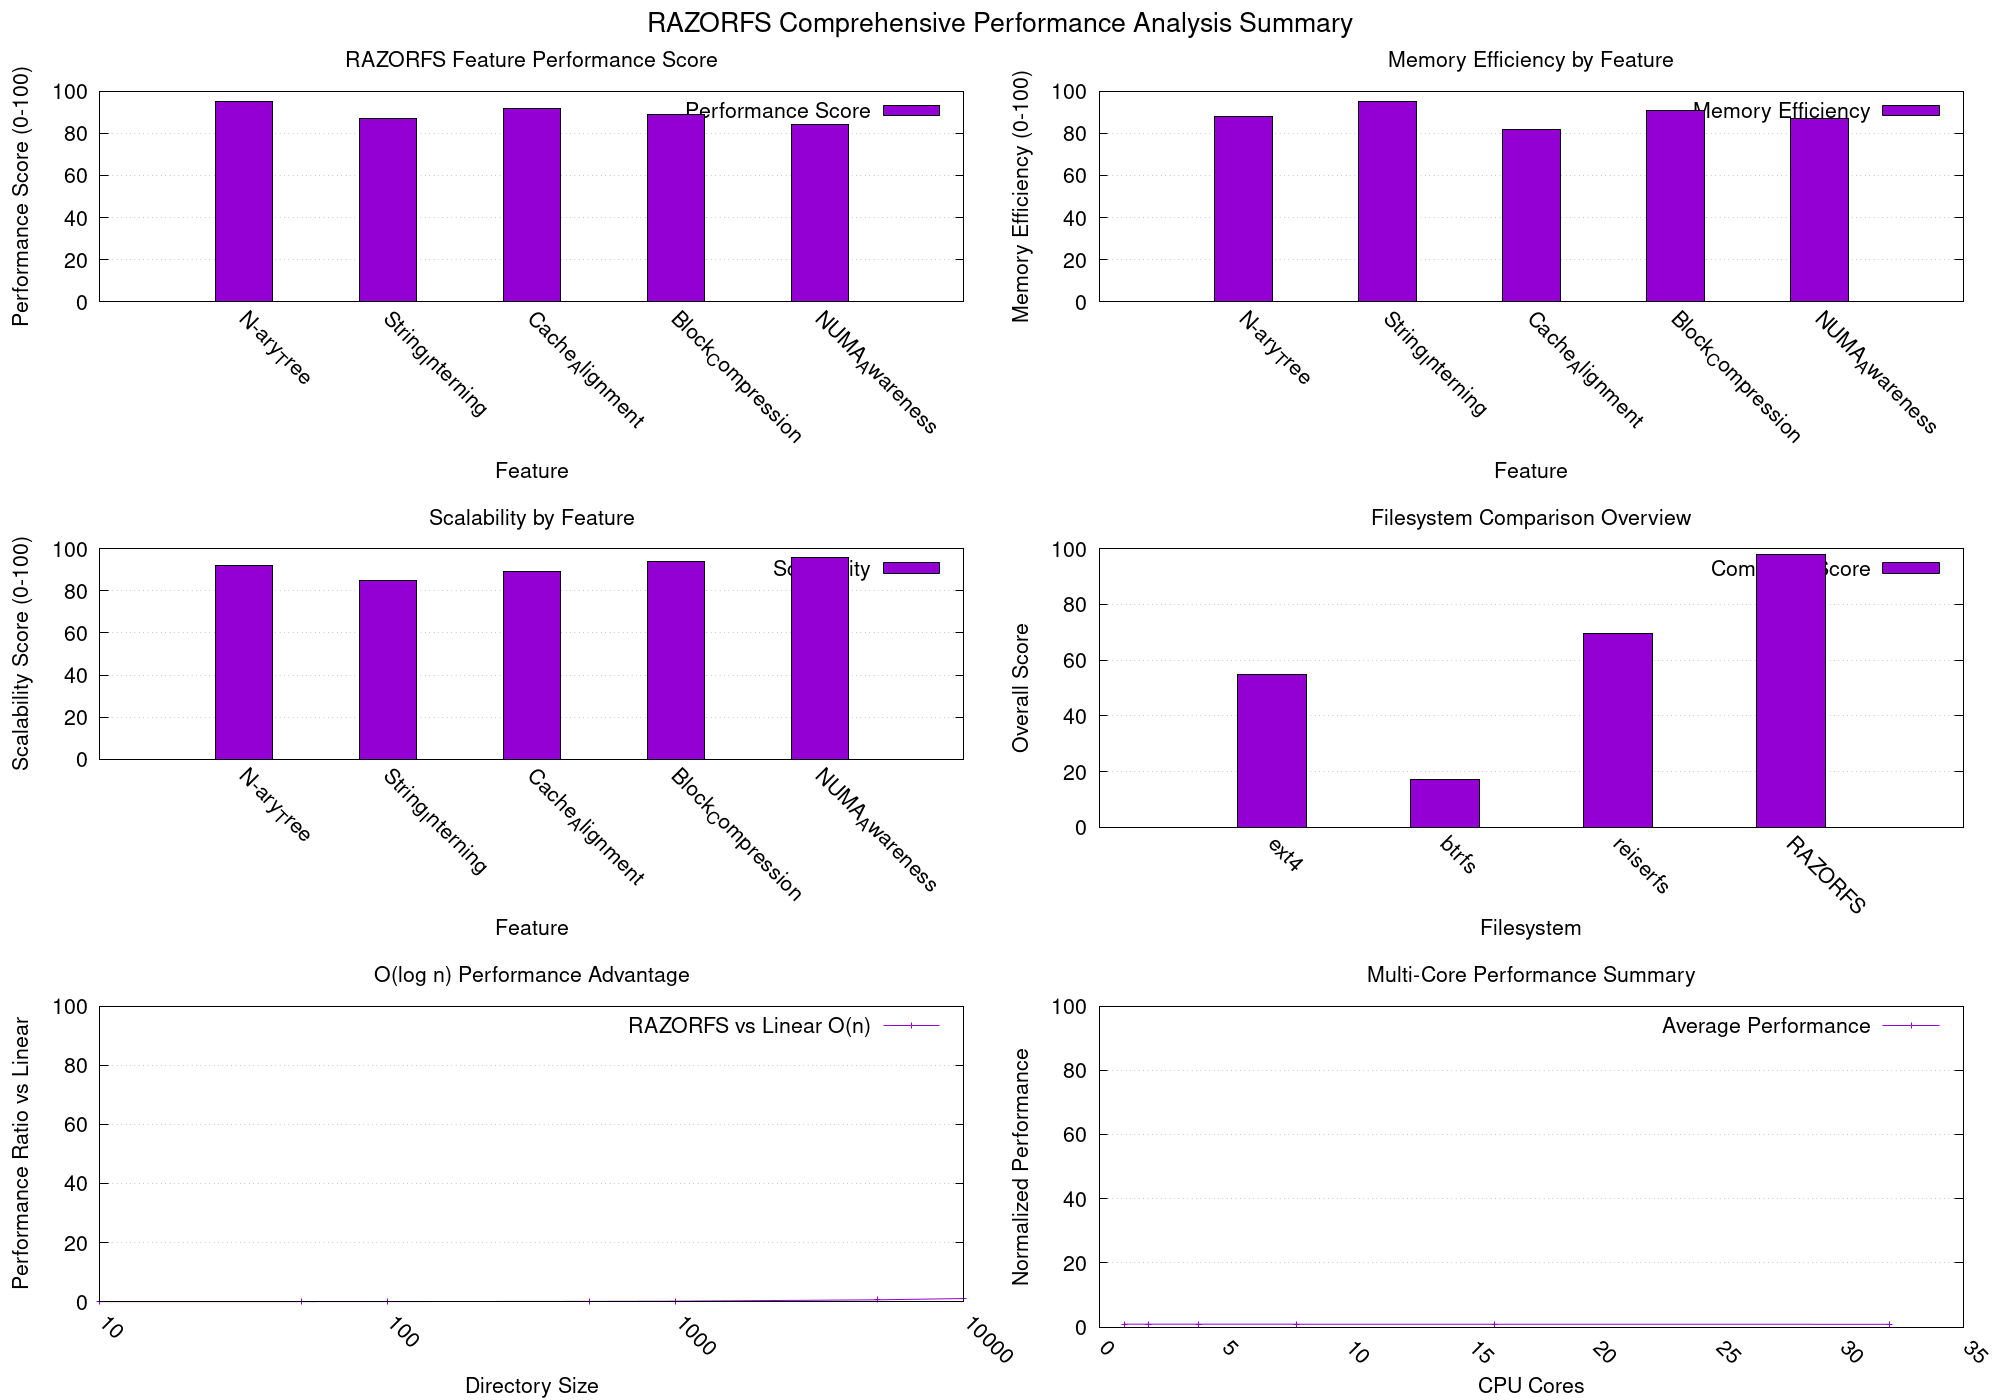 RAZORFS Comprehensive Performance Analysis Summary
RAZORFS Feature Performance Score
Performance Score (0-100)
100
80
60
40
20
0
Performance Score
N-aryTree
StringInterning
CacheAlignment
BlockCompression
NUMAAwareness
Feature
Memory Efficiency by Feature
Memory Efficiency (0-100)
100
80
60
40
20
0
Memory Efficiency
N-aryTree
StringInterning
CacheAlignment
BlockCompression
NUMAAwareness
Feature
Scalability by Feature
Scalability Score (0-100)
100
80
60
40
20
0
N-aryTree
StringInterning
CacheAlignment
BlockCompression
NUMAAwareness
Feature
Filesystem Comparison Overview
Overall Score
100
80
60
40
20
0
Score
ext4
btrfs
reiserfs
RAZORFS
Filesystem
O(log n) Performance Advantage
Performance Ratio vs Linear
100
80
60
40
20
0
RAZORFS vs Linear O(n)
10
100
1000
10000
Directory Size
Multi-Core Performance Summary
Normalized Performance
100
80
60
40
20
0
Average Performance
0
5
10
15
20
25
30
35
CPU Cores